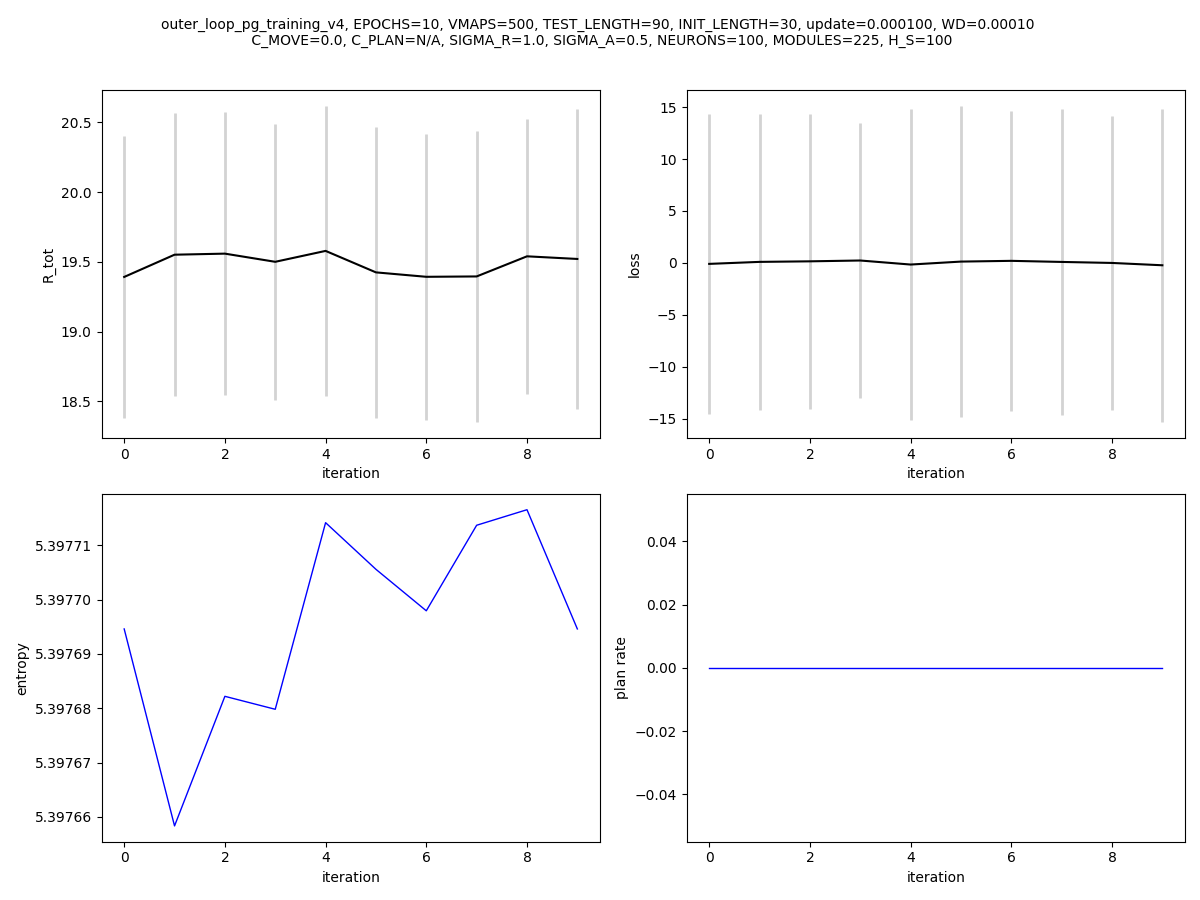 outer_loop_pg_training_v4, EPOCHS=10, VMAPS=500, TEST_LENGTH=90, INIT_LENGTH=30, update=0.000100, WD=0.00010
C_MOVE=0.0, C_PLAN=N/A, SIGMA_R=1.0, SIGMA_A=0.5, NEURONS=100, MODULES=225, H_S=100
20.5
20.0
19.5
19.0
18.5
R_tot
0 2 4 6 8
iteration
15
10
5
0
−5
−10
−15
loss
0 2 4 6 8
iteration
5.39771
5.39770
5.39769
5.39768
5.39767
5.39766
entropy
0 2 4 6 8
iteration
0.04
0.02
0.00
−0.02
−0.04
plan rate
0 2 4 6 8
iteration